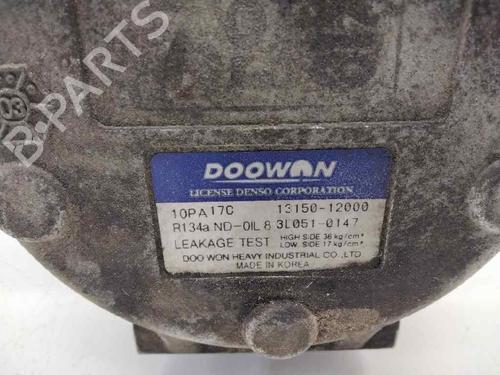 B-PARTS
03
DOOWON
LICENSE DENSO CORPORATION
10PA17C 13150-12000
R134a ND-OIL 8 3L051-0147
LEAKAGE TEST HIGH SIDE 36 kg/cm²
LOW SIDE 17 kg/cm²
DOO WON HEAVY INDUSTRIAL CO.,LTD
MADE IN KOREA